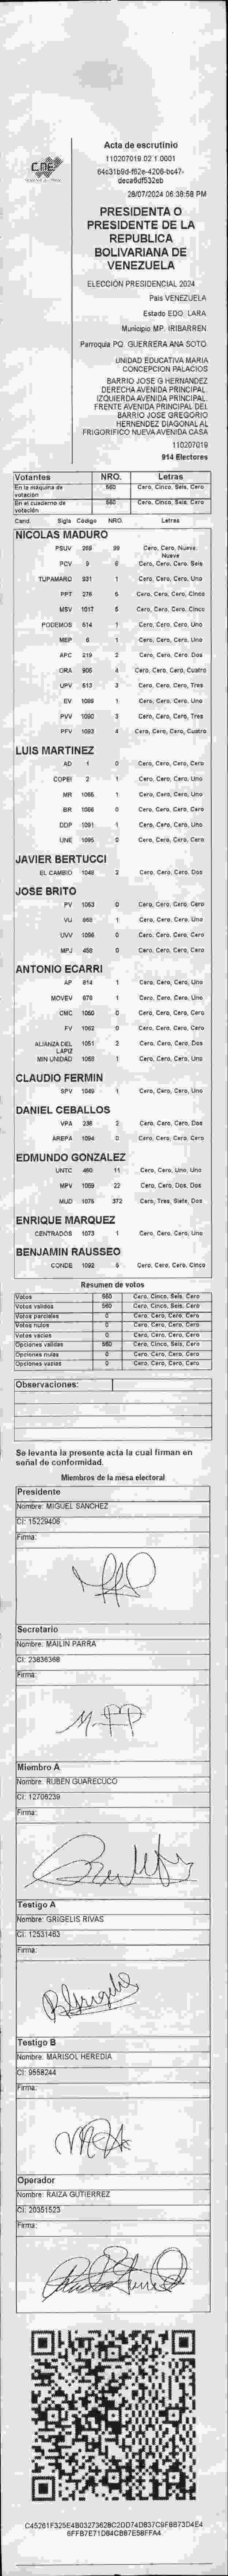 CNE
Acta de escrutinio
110207019.02.1.0001
64c31b9d-f62e-4206-bc47-
deca6df532eb
28/07/2024 06:38:58 PM
PRESIDENTA O
PRESIDENTE DE LA
REPUBLICA
BOLIVARIANA DE
VENEZUELA
ELECCIÓN PRESIDENCIAL 2024
País VENEZUELA
Estado EDO. LARA
Municipio MP. IRIBARREN
Parroquia PQ. GUERRERA ANA SOTO
UNIDAD EDUCATIVA MARIA
CONCEPCION PALACIOS
BARRIO JOSE G HERNANDEZ
DERECHA AVENIDA PRINCIPAL.
IZQUIERDA AVENIDA PRINCIPAL.
FRENTE AVENIDA PRINCIPAL DEL
BARRIO JOSE GREGORIO
HERNENDEZ DIAGONAL AL
FRIGORIFICO NUEVA AVENIDA CASA
110207019
914 Electores
Votantes NRO. Letras
En la máquina de votación 560 Cero, Cinco, Seis, Cero
En el cuaderno de votación 560 Cero, Cinco, Seis, Cero
Cand. Sigla Código NRO. Letras
NICOLAS MADURO
PSUV 269 99 Cero, Cero, Nueve, Nueve
PCV 9 6 Cero, Cero, Cero, Seis
TUPAMARO 931 1 Cero, Cero, Cero, Uno
PPT 276 5 Cero, Cero, Cero, Cinco
MSV 1017 5 Cero, Cero, Cero, Cinco
PODEMOS 514 1 Cero, Cero, Cero, Uno
MEP 6 1 Cero, Cero, Cero, Uno
APC 219 2 Cero, Cero, Cero, Dos
ORA 906 4 Cero, Cero, Cero, Cuatro
UPV 513 3 Cero, Cero, Cero, Tres
EV 1089 1 Cero, Cero, Cero, Uno
PVV 1090 3 Cero, Cero, Cero, Tres
PFV 1093 4 Cero, Cero, Cero, Cuatro
LUIS MARTINEZ
AD 1 0 Cero, Cero, Cero, Cero
COPEI 2 1 Cero, Cero, Cero, Uno
MR 1065 1 Cero, Cero, Cero, Uno
BR 1066 0 Cero, Cero, Cero, Cero
DDP 1091 1 Cero, Cero, Cero, Uno
UNE 1095 0 Cero, Cero, Cero, Cero
JAVIER BERTUCCI
EL CAMBIO 1048 2 Cero, Cero, Cero, Dos
JOSE BRITO
PV 1053 0 Cero, Cero, Cero, Cero
VU 868 1 Cero, Cero, Cero, Uno
UVV 1096 0 Cero, Cero, Cero, Cero
MPJ 458 0 Cero, Cero, Cero, Cero
ANTONIO ECARRI
AP 814 1 Cero, Cero, Cero, Uno
MOVEV 878 1 Cero, Cero, Cero, Uno
CMC 1050 0 Cero, Cero, Cero, Cero
FV 1052 0 Cero, Cero, Cero, Cero
ALIANZA DEL LAPIZ 1051 2 Cero, Cero, Cero, Dos
MIN UNIDAD 1058 1 Cero, Cero, Cero, Uno
CLAUDIO FERMIN
SPV 1049 1 Cero, Cero, Cero, Uno
DANIEL CEBALLOS
VPA 238 2 Cero, Cero, Cero, Dos
AREPA 1094 0 Cero, Cero, Cero, Cero
EDMUNDO GONZALEZ
UNTC 460 11 Cero, Cero, Uno, Uno
MPV 1059 22 Cero, Cero, Dos, Dos
MUD 1075 372 Cero, Tres, Siete, Dos
ENRIQUE MARQUEZ
CENTRADOS 1073 1 Cero, Cero, Cero, Uno
BENJAMIN RAUSSEO
CONDE 1092 5 Cero, Cero, Cero, Cinco
Resumen de votos
Votos 560 Cero, Cinco, Seis, Cero
Votos válidos 560 Cero, Cinco, Seis, Cero
Votos parciales 0 Cero, Cero, Cero, Cero
Votos nulos 0 Cero, Cero, Cero, Cero
Votos vacíos 0 Cero, Cero, Cero, Cero
Opciones válidas 560 Cero, Cinco, Seis, Cero
Opciones nulas 0 Cero, Cero, Cero, Cero
Opciones vacías 0 Cero, Cero, Cero, Cero
Observaciones:
Se levanta la presente acta la cual firman en
señal de conformidad.
Miembros de la mesa electoral
Presidente
Nombre: MIGUEL SANCHEZ
CI: 15229406
Firma:
Secretario
Nombre: MAILIN PARRA
CI: 23836368
Firma:
Miembro A
Nombre: RUBEN GUARECUCO
CI: 12706239
Firma:
Testigo A
Nombre: GRIGELIS RIVAS
CI: 12531463
Firma:
Testigo B
Nombre: MARISOL HEREDIA
CI: 9558244
Firma:
Operador
Nombre: RAIZA GUTIERREZ
CI: 20351523
Firma:
C45261F325E4B03273628C2DD74D837C9F8873D4E4
6FFB7E71D64CB87E58FFA4